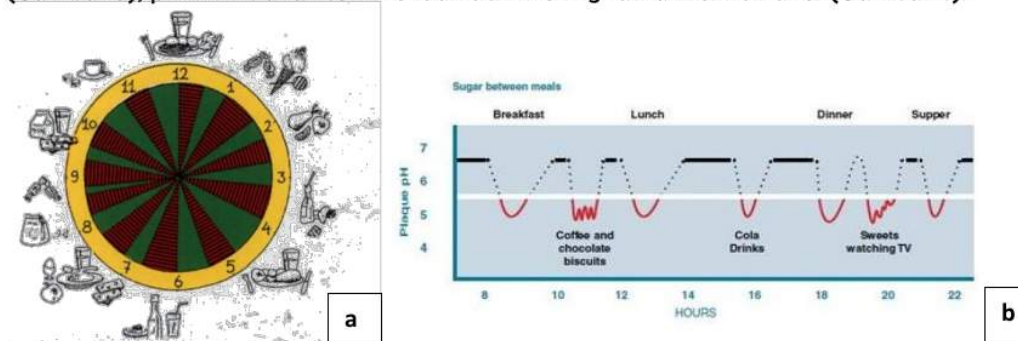 Sugar between meals
Breakfast Lunch Dinner Supper
Plaque pH
7
6
5
4
Coffee and
chocolate
biscuits
Cola
Drinks
Sweets
watching TV
8 10 12 14 16 18 20 22
HOURS
12
1
2
3
4
5
6
7
8
9
10
11
a
b